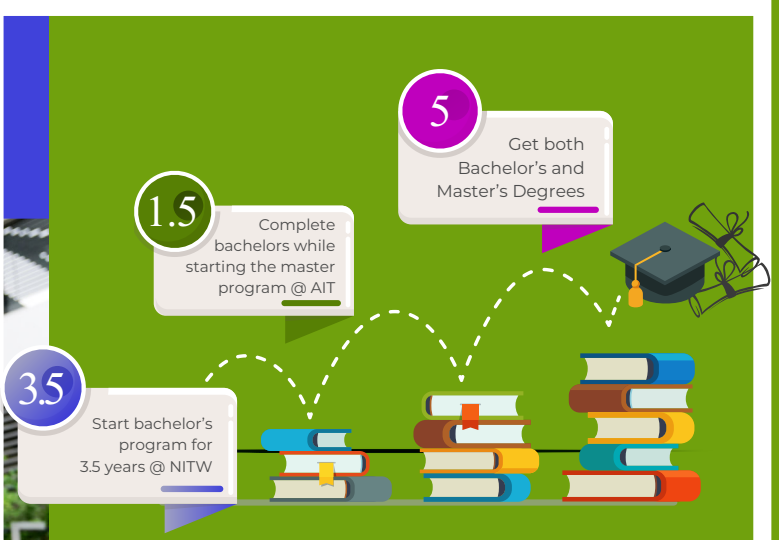 3.5
Start bachelor's
program for
3.5 years @ NITW
1.5
Complete
bachelors while
starting the master
program @ AIT
5
Get both
Bachelor's and
Master's Degrees